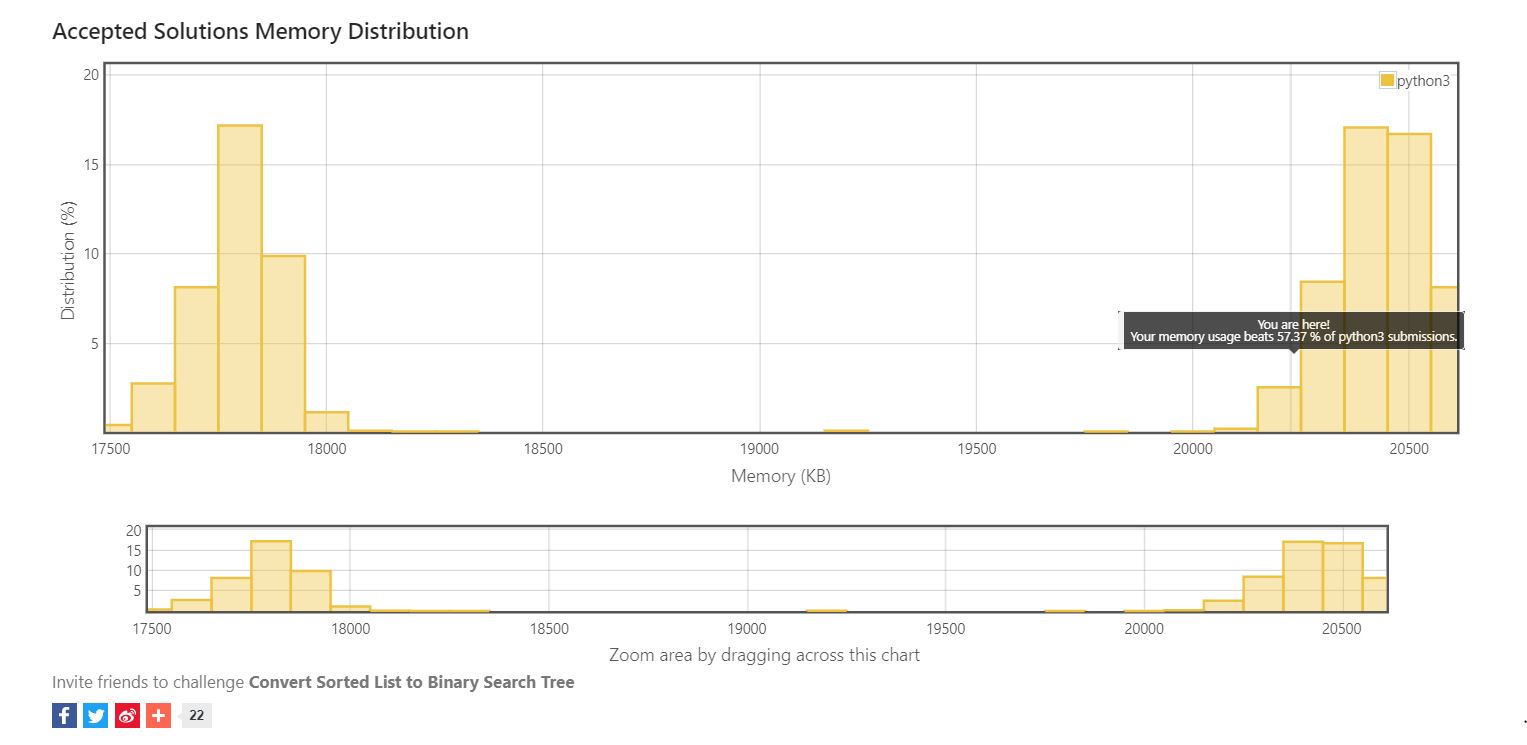 Accepted Solutions Memory Distribution
20
python3
15
10
5
Distribution (%)
You are here!
Your memory usage beats 57.37 % of python3 submissions.
17500 18000 18500 19000 19500 20000 20500
Memory (KB)
20
15
10
5
17500 18000 18500 19000 19500 20000 20500
Zoom area by dragging across this chart
Invite friends to challenge Convert Sorted List to Binary Search Tree
22
.